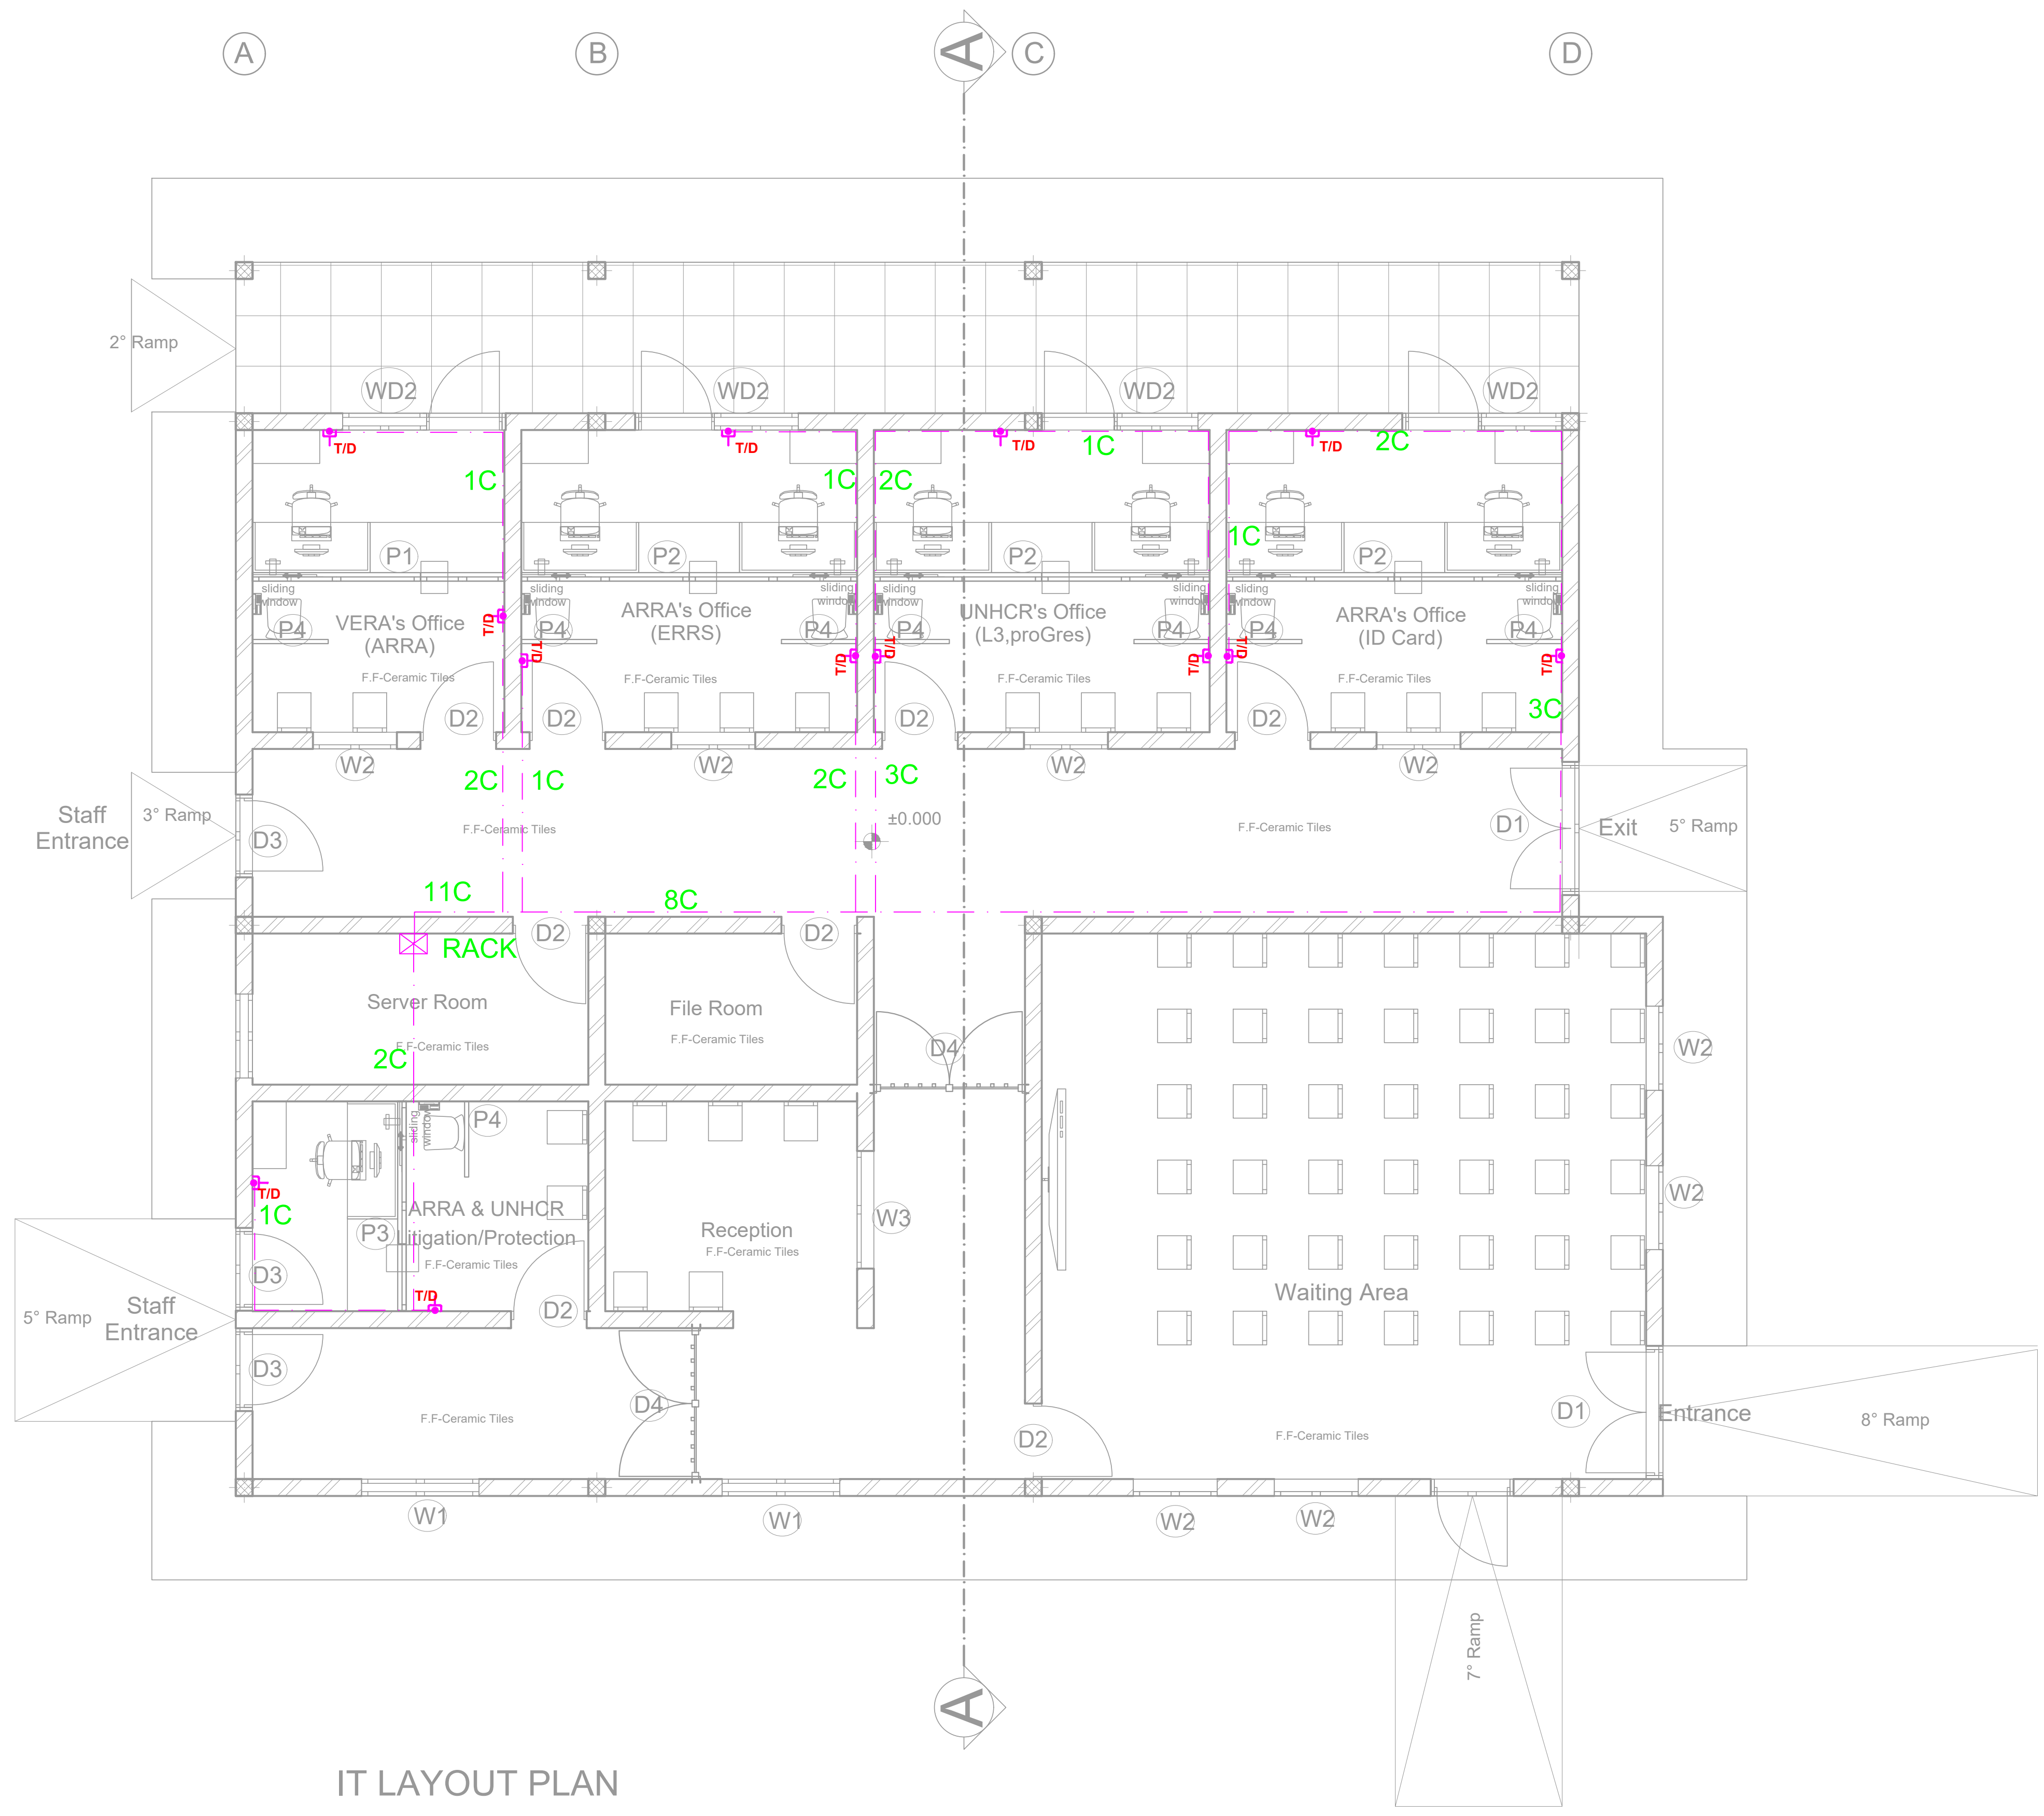 A
B
A
C
D
2° Ramp
WD2
WD2
WD2
WD2
T/D
T/D
T/D
T/D
1C
1C
2C
1C
2C
1C
P1
P2
P2
P2
sliding
window
sliding
window
sliding
window
sliding
window
sliding
window
sliding
window
P4
P4
P4
P4
P4
P4
P4
VERA's Office
(ARRA)
ARRA's Office
(ERRS)
UNHCR's Office
(L3,proGres)
ARRA's Office
(ID Card)
T/D
T/D
T/D
T/D
T/D
T/D
T/D
F.F-Ceramic Tiles
F.F-Ceramic Tiles
F.F-Ceramic Tiles
F.F-Ceramic Tiles
3C
D2
D2
D2
D2
W2
W2
W2
W2
2C
1C
2C
3C
Staff
Entrance
3° Ramp
D3
F.F-Ceramic Tiles
±0.000
F.F-Ceramic Tiles
D1
Exit
5° Ramp
11C
8C
RACK
D2
D2
Server Room
F.F-Ceramic Tiles
2C
File Room
F.F-Ceramic Tiles
D4
W2
sliding
window
P4
T/D
1C
P3
ARRA & UNHCR
Litigation/Protection
F.F-Ceramic Tiles
Reception
F.F-Ceramic Tiles
W3
W2
D3
T/D
D2
Waiting Area
5° Ramp
Staff
Entrance
D3
F.F-Ceramic Tiles
D4
D2
F.F-Ceramic Tiles
D1
Entrance
8° Ramp
W1
W1
W2
W2
7° Ramp
A
IT LAYOUT PLAN